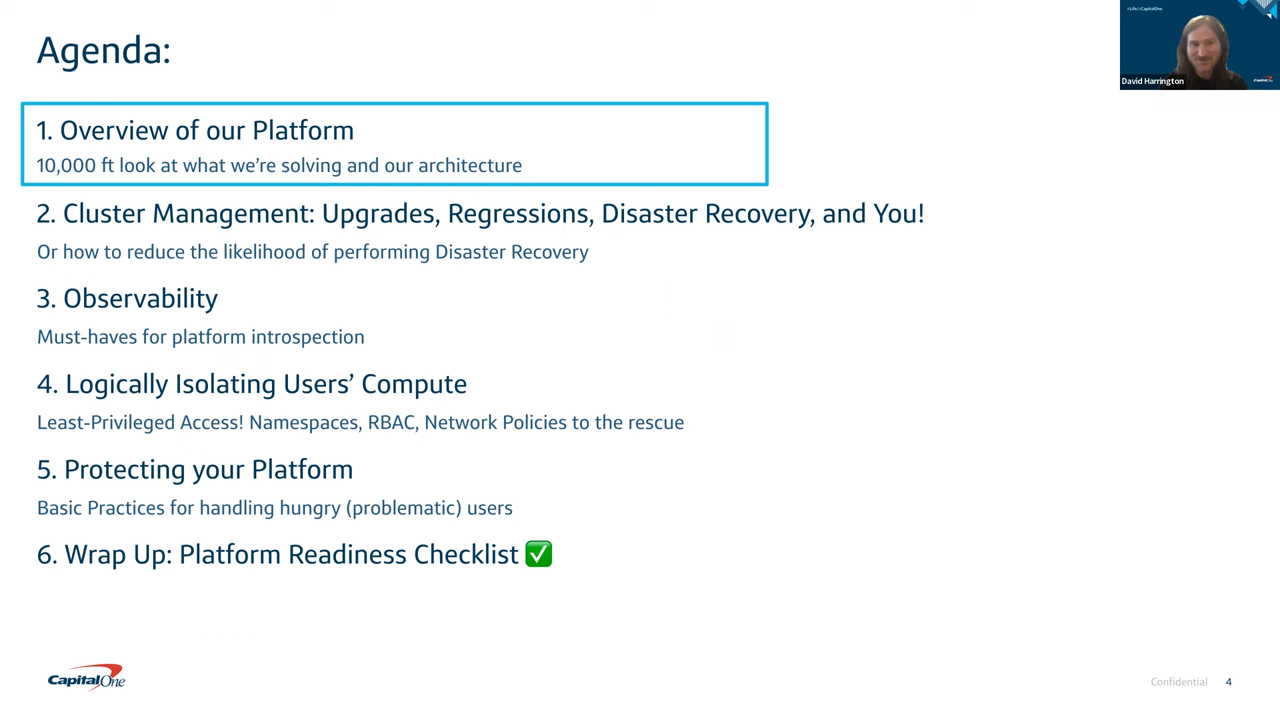 Agenda:
#LifeAtCapitalOne
David Harrington
1. Overview of our Platform
10,000 ft look at what we’re solving and our architecture
2. Cluster Management: Upgrades, Regressions, Disaster Recovery, and You!
Or how to reduce the likelihood of performing Disaster Recovery
3. Observability
Must-haves for platform introspection
4. Logically Isolating Users’ Compute
Least-Privileged Access! Namespaces, RBAC, Network Policies to the rescue
5. Protecting your Platform
Basic Practices for handling hungry (problematic) users
6. Wrap Up: Platform Readiness Checklist ✅
Capital One
Confidential 4